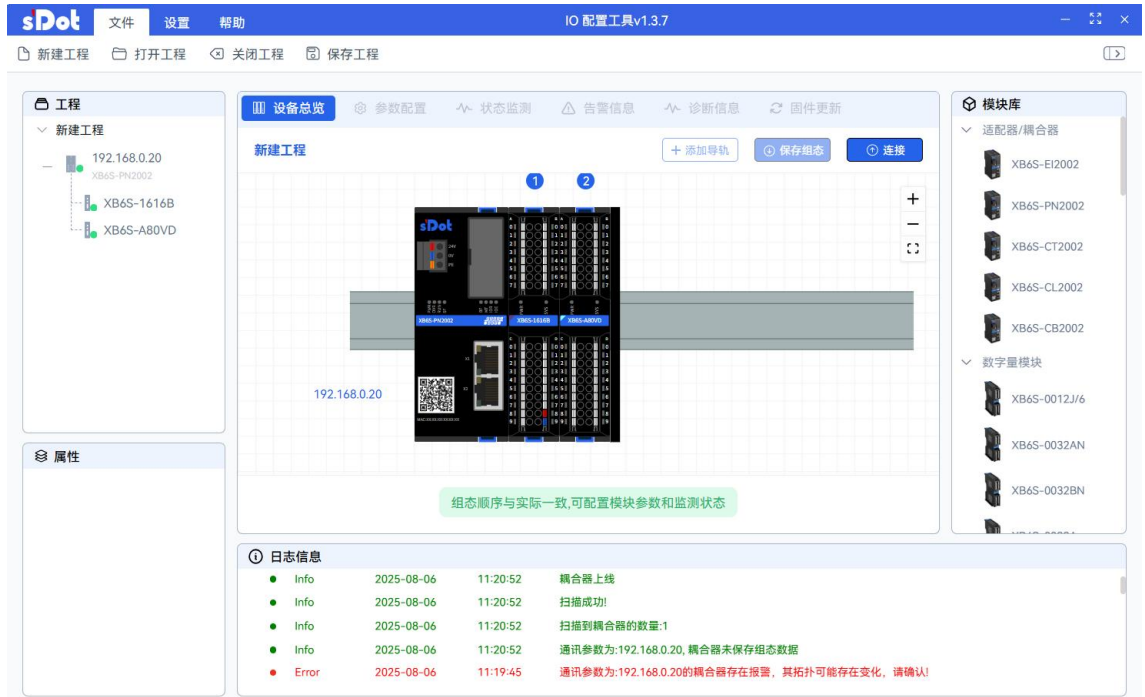 sDot 文件 设置 帮助 IO 配置工具v1.3.7
新建工程 打开工程 关闭工程 保存工程
工程
新建工程
192.168.0.20
XB6S-PN2002
XB6S-1616B
XB6S-A80VD
属性
设备总览 参数配置 状态监测 告警信息 诊断信息 固件更新
新建工程 添加导轨 保存组态 连接
1 2
sDot
24V
0V
PE
XB6S-PN2002 XB6S-1616B XB6S-A80VD
192.168.0.20
组态顺序与实际一致,可配置模块参数和监测状态
模块库
适配器/耦合器
XB6S-EI2002
XB6S-PN2002
XB6S-CT2002
XB6S-CL2002
XB6S-CB2002
数字量模块
XB6S-0012J/6
XB6S-0032AN
XB6S-0032BN
日志信息
Info 2025-08-06 11:20:52 耦合器上线
Info 2025-08-06 11:20:52 扫描成功!
Info 2025-08-06 11:20:52 扫描到耦合器的数量:1
Info 2025-08-06 11:20:52 通讯参数为:192.168.0.20, 耦合器未保存组态数据
Error 2025-08-06 11:19:45 通讯参数为:192.168.0.20的耦合器存在报警，其拓扑可能存在变化，请确认!